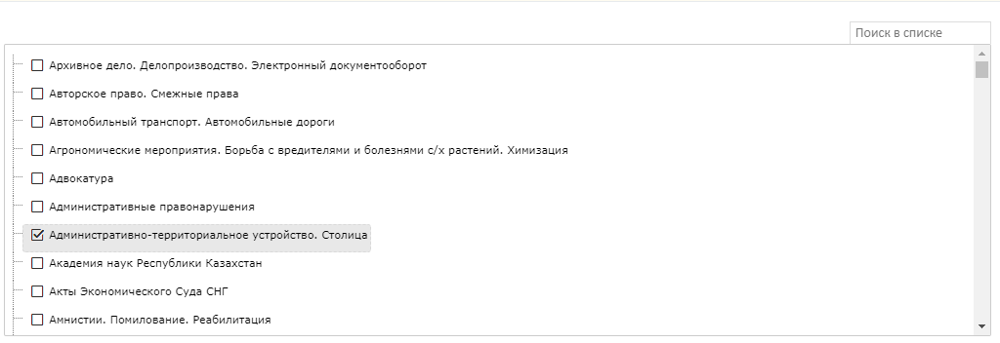 Поиск в списке
Архивное дело. Делопроизводство. Электронный документооборот
Авторское право. Смежные права
Автомобильный транспорт. Автомобильные дороги
Агрономические мероприятия. Борьба с вредителями и болезнями с/х растений. Химизация
Адвокатура
Административные правонарушения
Административно-территориальное устройство. Столица
Академия наук Республики Казахстан
Акты Экономического Суда СНГ
Амнистии. Помилование. Реабилитация